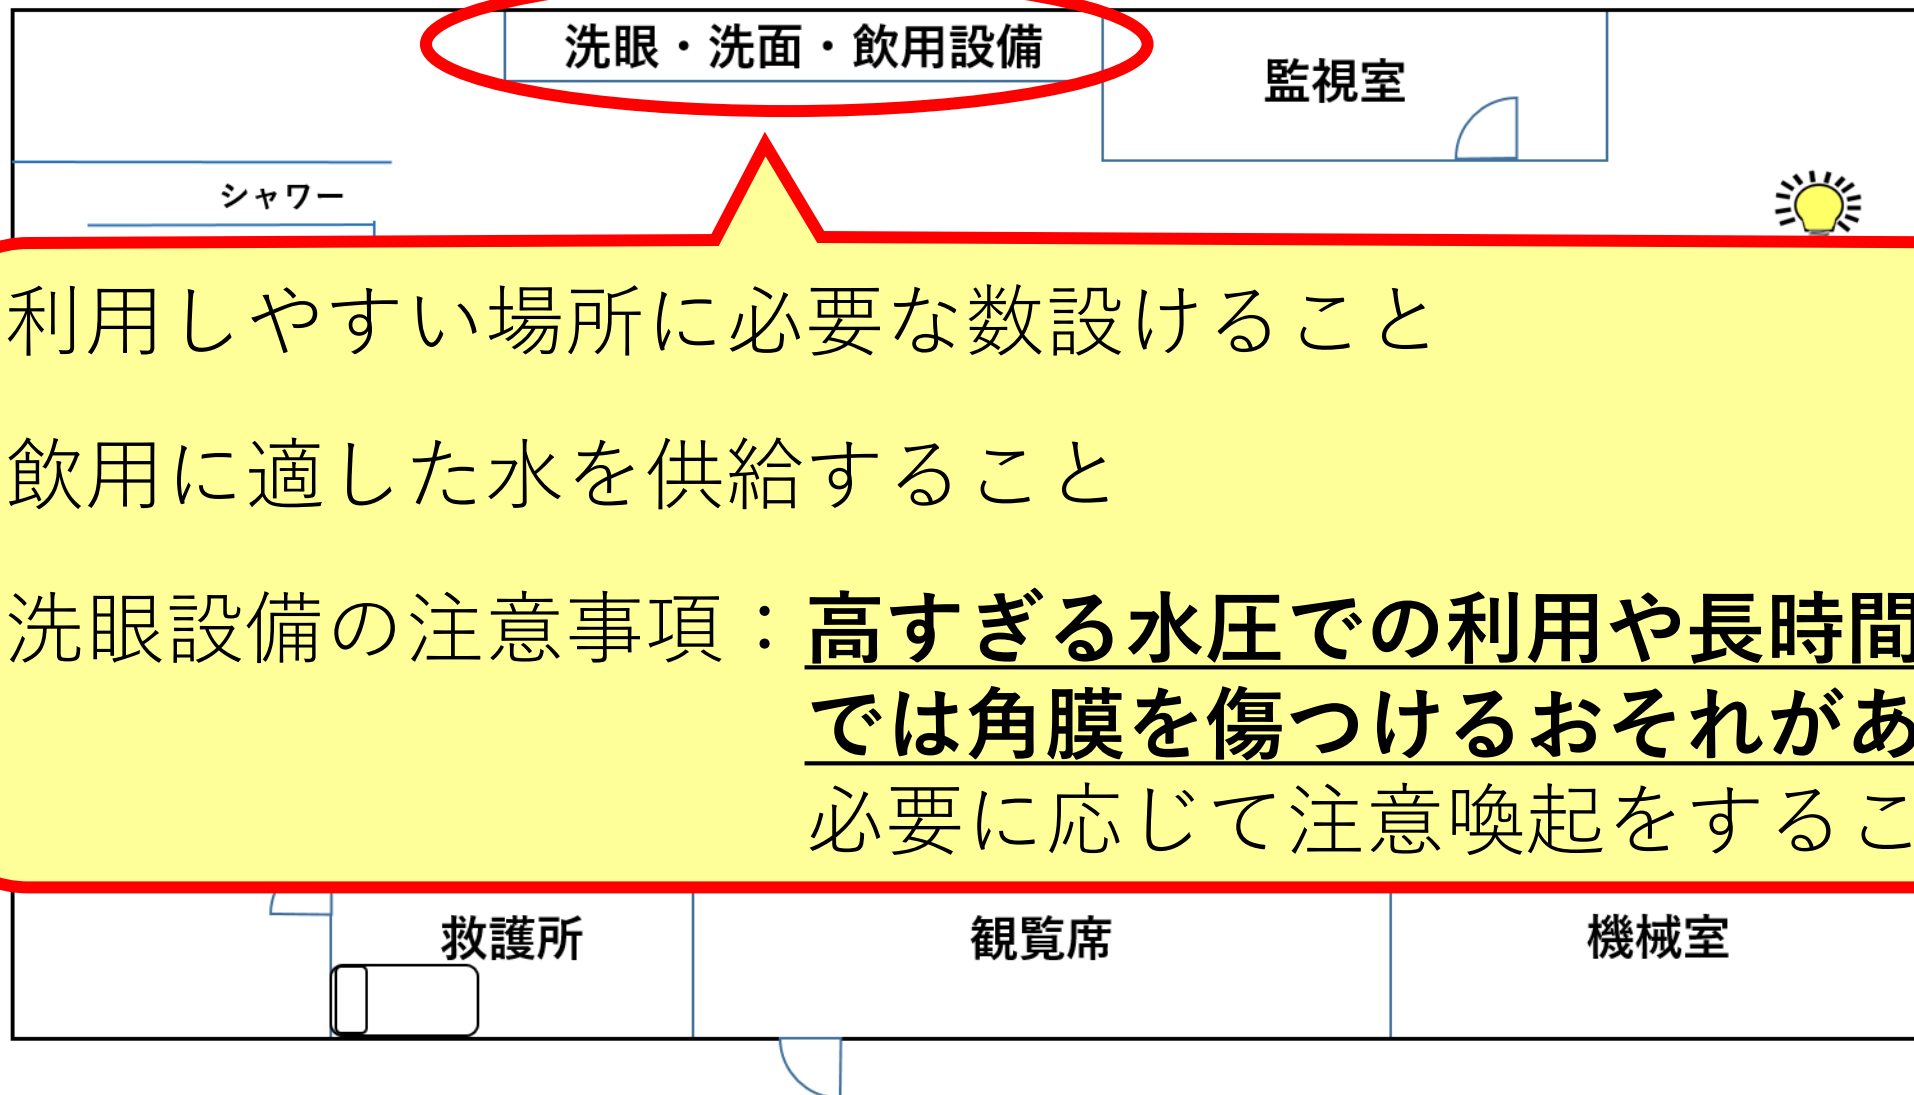 洗眼・洗面・飲用設備
監視室
シャワー
利用しやすい場所に必要な数設けること
飲用に適した水を供給すること
洗眼設備の注意事項：高すぎる水圧での利用や長時間
では角膜を傷つけるおそれがあ
必要に応じて注意喚起をするこ
救護所
観覧席
機械室